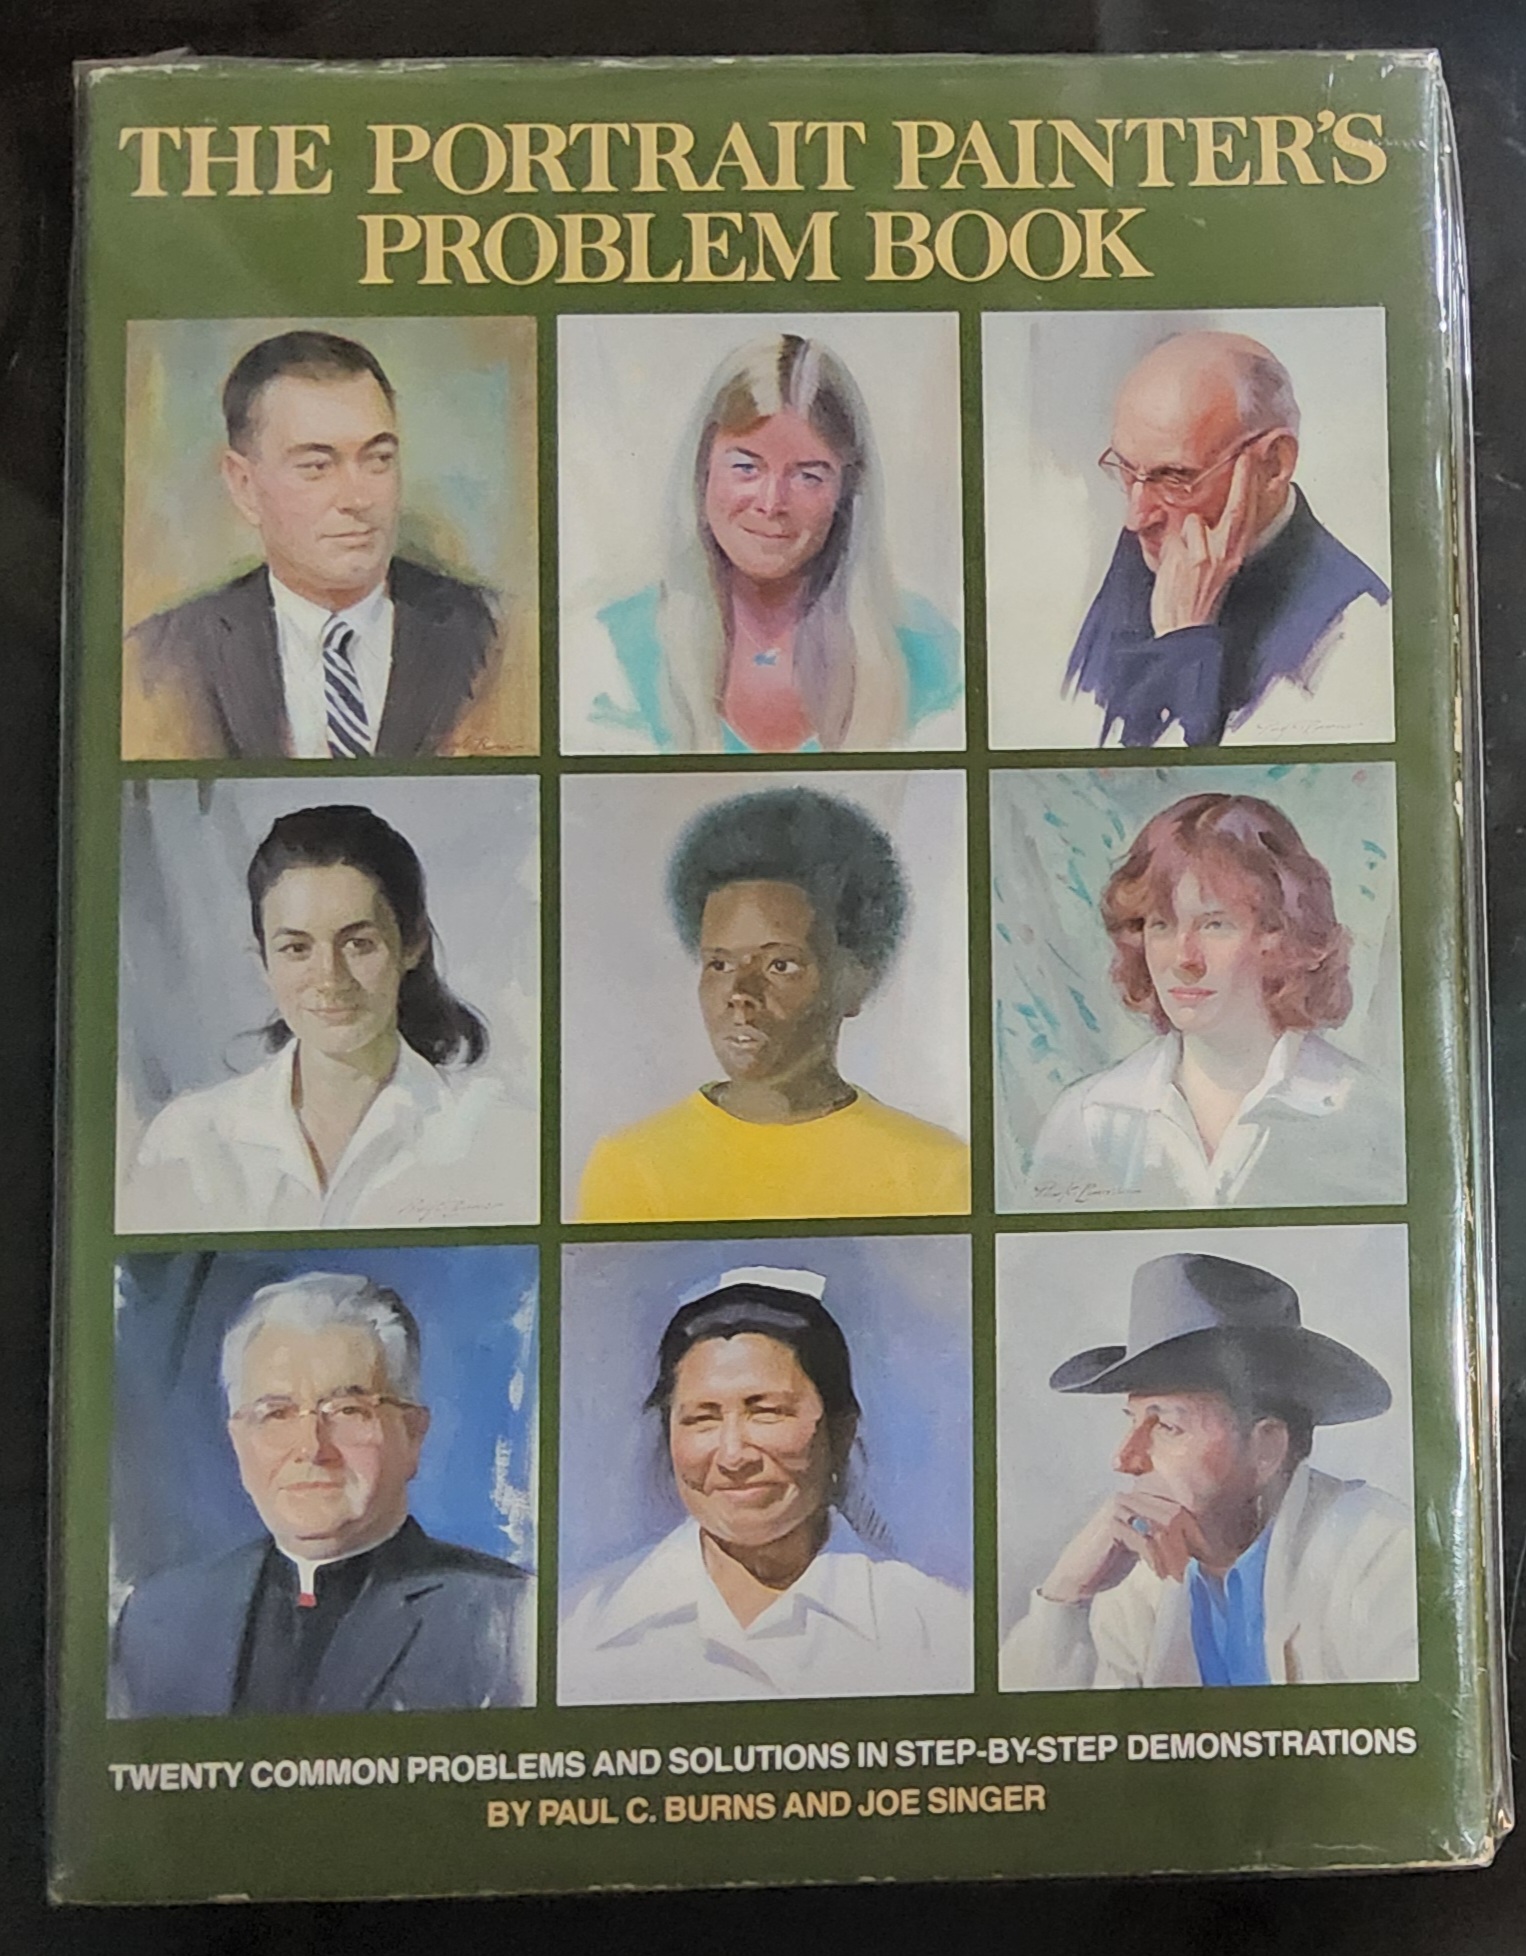 THE PORTRAIT PAINTER'S
PROBLEM BOOK
TWENTY COMMON PROBLEMS AND SOLUTIONS IN STEP-BY-STEP DEMONSTRATIONS
BY PAUL C. BURNS AND JOE SINGER